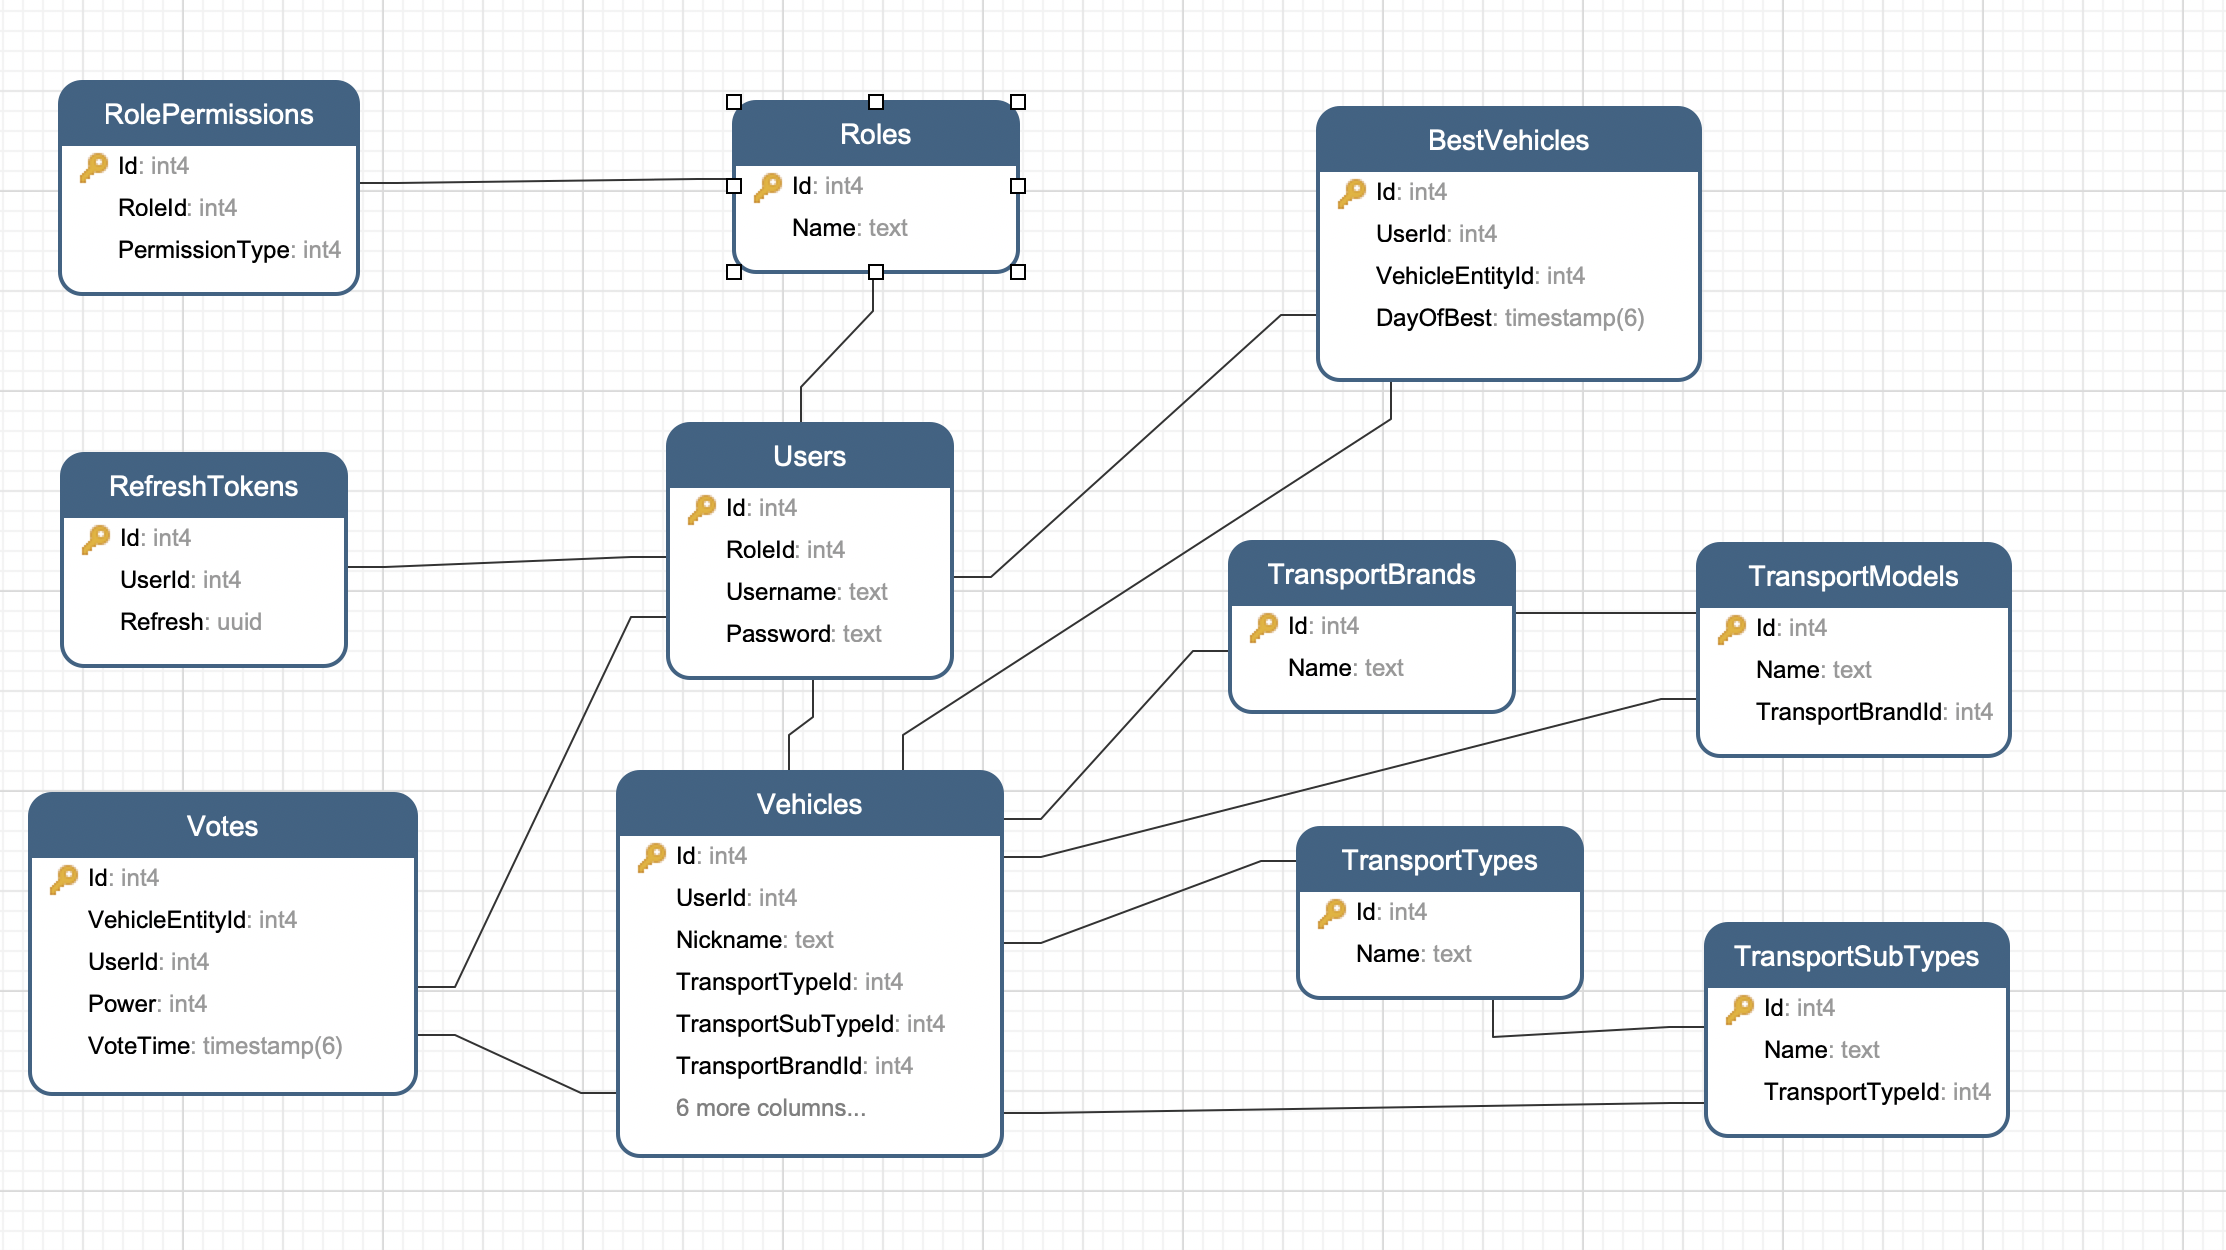 RolePermissions
Id: int4
RoleId: int4
PermissionType: int4
Roles
Id: int4
Name: text
BestVehicles
Id: int4
UserId: int4
VehicleEntityId: int4
DayOfBest: timestamp(6)
RefreshTokens
Id: int4
UserId: int4
Refresh: uuid
Users
Id: int4
RoleId: int4
Username: text
Password: text
TransportBrands
Id: int4
Name: text
TransportModels
Id: int4
Name: text
TransportBrandId: int4
Votes
Id: int4
VehicleEntityId: int4
UserId: int4
Power: int4
VoteTime: timestamp(6)
Vehicles
Id: int4
UserId: int4
Nickname: text
TransportTypeId: int4
TransportSubTypeId: int4
TransportBrandId: int4
6 more columns...
TransportTypes
Id: int4
Name: text
TransportSubTypes
Id: int4
Name: text
TransportTypeId: int4